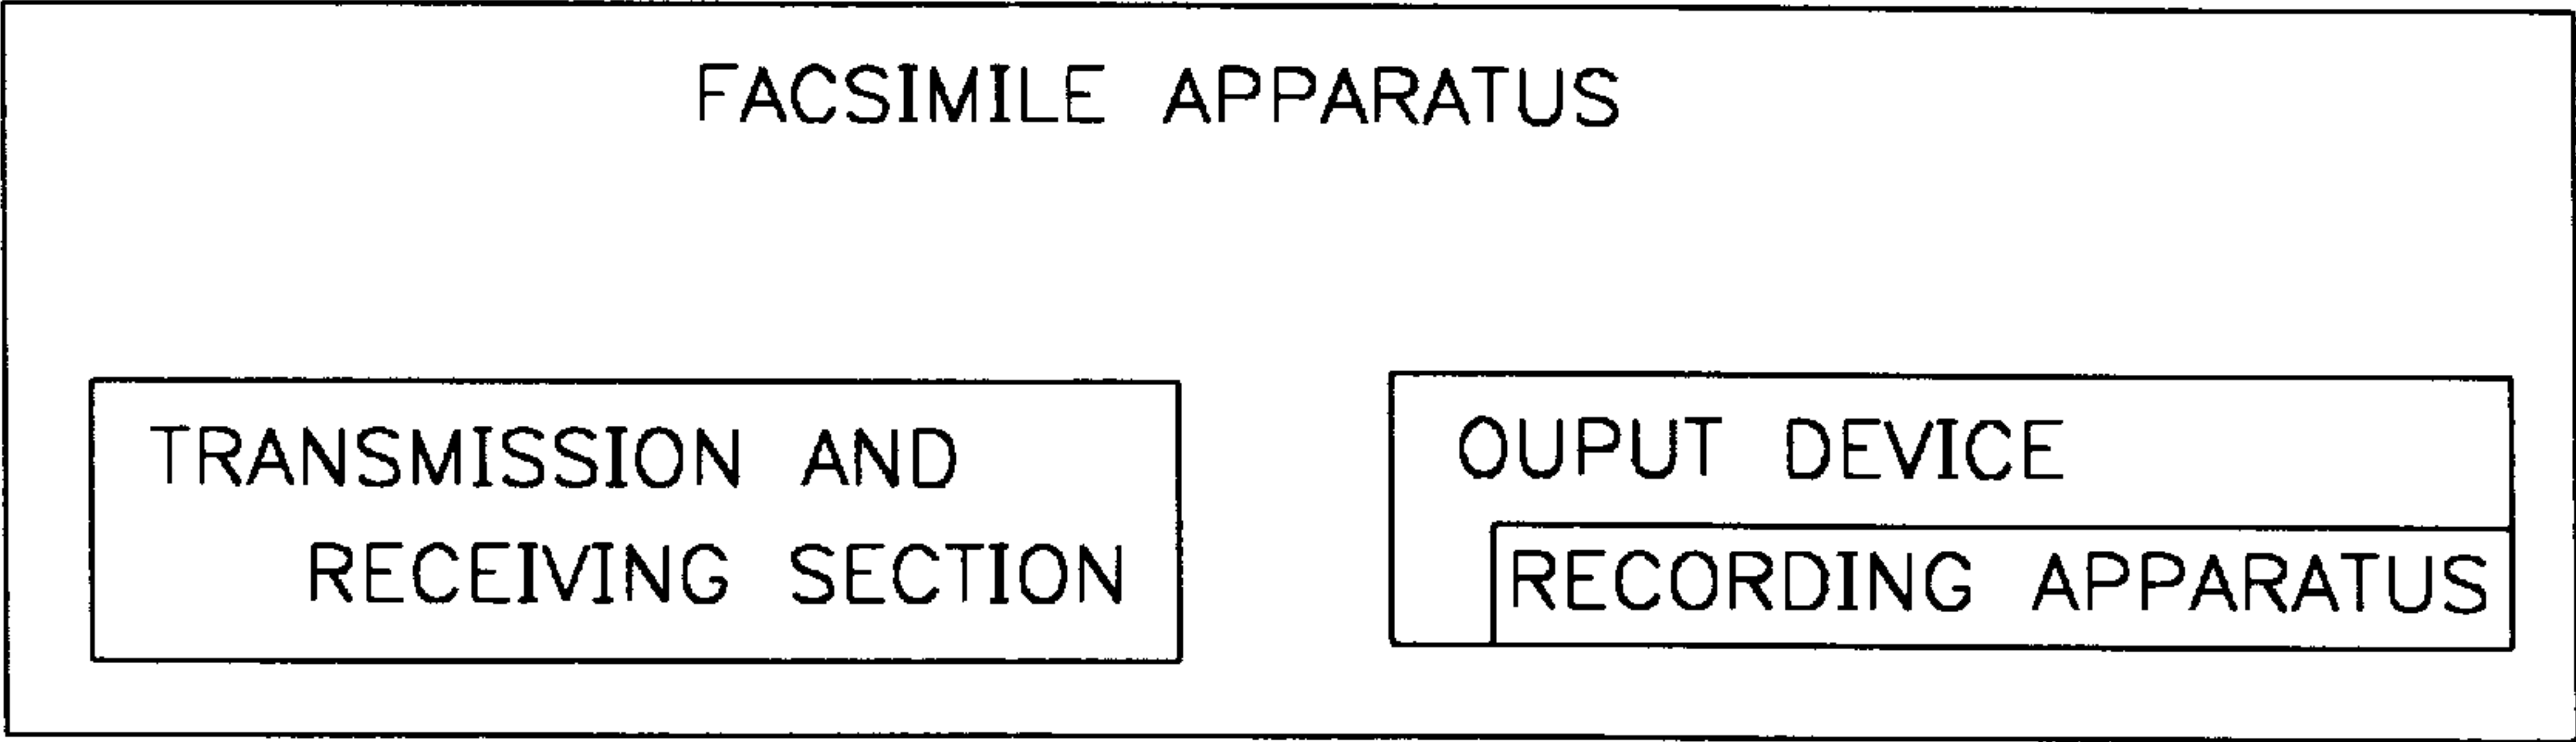 FACSIMILE APPARATUS
TRANSMISSION AND
RECEIVING SECTION
OUPUT DEVICE
RECORDING APPARATUS